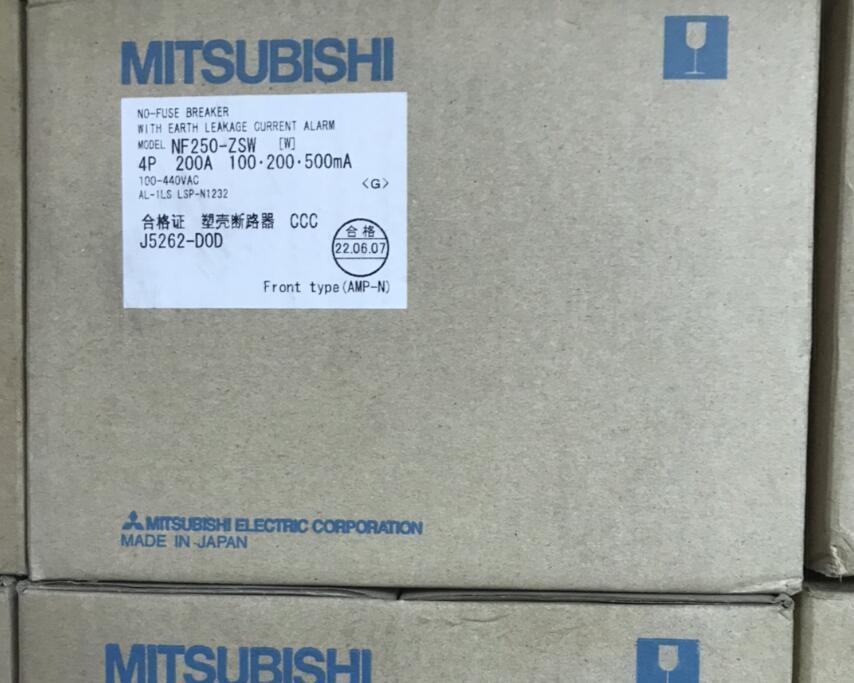 MITSUBISHI
NO-FUSE BREAKER
WITH EARTH LEAKAGE CURRENT ALARM
MODEL NF250-ZSW [W]
4P 200A 100·200·500mA
100-440VAC <G>
AL-1LS LSP-N1232
合格证 塑壳断路器 CCC
J5262-D0D
合格
22.06.07
Front type(AMP-N)
MITSUBISHI ELECTRIC CORPORATION
MADE IN JAPAN
MITSUBISHI